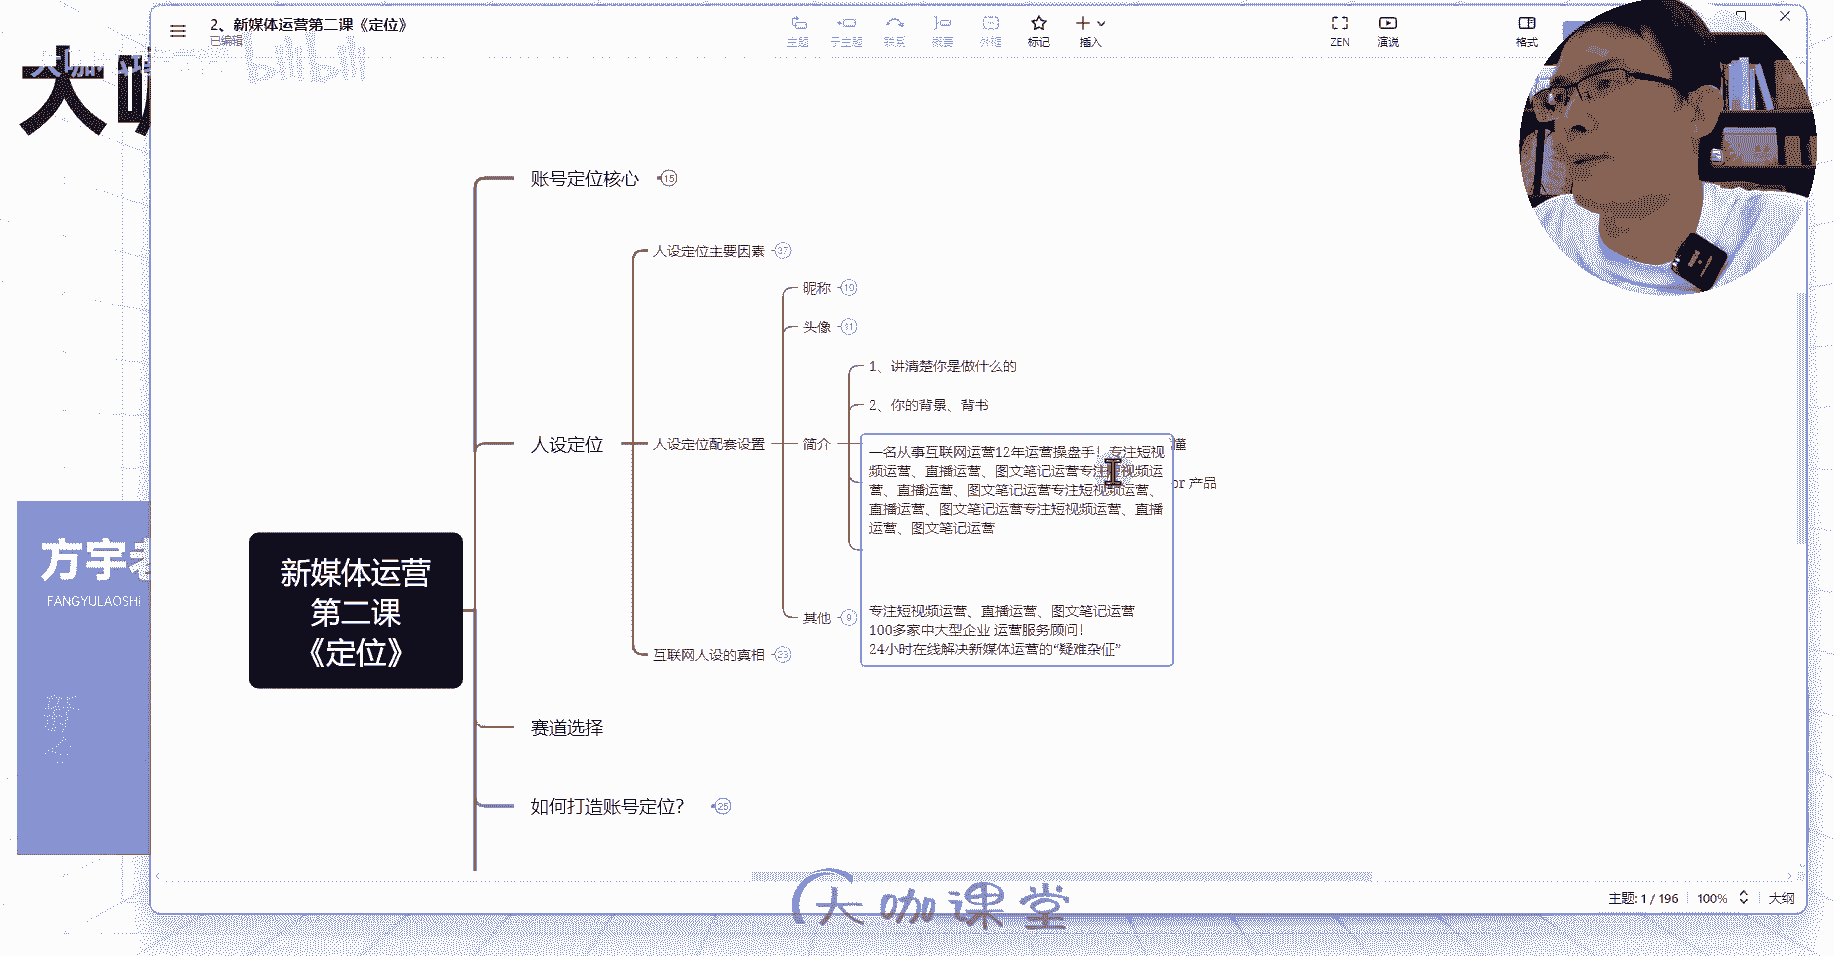 2、新媒体运营第二课《定位》
已编辑
主题
子主题
联系
概要
外框
标记
插入
ZEN
演说
格式
bilibili
大咖
方宇老
FANGYULAOSHI
新媒体运营
第二课
《定位》
账号定位核心
15
人设定位
人设定位主要因素
37
人设定位配套设置
昵称
19
头像
31
简介
1、讲清楚你是做什么的
2、你的背景、背书
懂
or 产品
一名从事互联网运营12年运营操盘手！专注短视
频运营、直播运营、图文笔记运营专注短视频运
营、直播运营、图文笔记运营专注短视频运营、
直播运营、图文笔记运营专注短视频运营、直播
运营、图文笔记运营
专注短视频运营、直播运营、图文笔记运营
100多家中大型企业 运营服务顾问！
24小时在线解决新媒体运营的“疑难杂症”
其他
9
互联网人设的真相
23
赛道选择
如何打造账号定位？
25
大咖课堂
主题: 1 / 196
100%
大纲